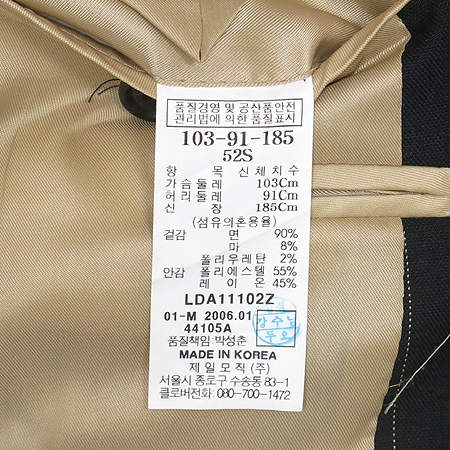 품질경영 및 공산품안전
관리법에 의한 품질표시
103-91-185
52S
항 목 신체치수
가슴둘레 103Cm
허리둘레 91Cm
신 장 185Cm
(섬유의혼용율)
겉감 면 90%
마 8%
폴리우레탄 2%
안감 폴리에스텔 55%
레이온 45%
LDA11102Z
01-M 2006.01
44105A
품질책임:박성춘
MADE IN KOREA
제일모직(주)
서울시 종로구 수송동 83-1
클로버전화: 080-700-1472